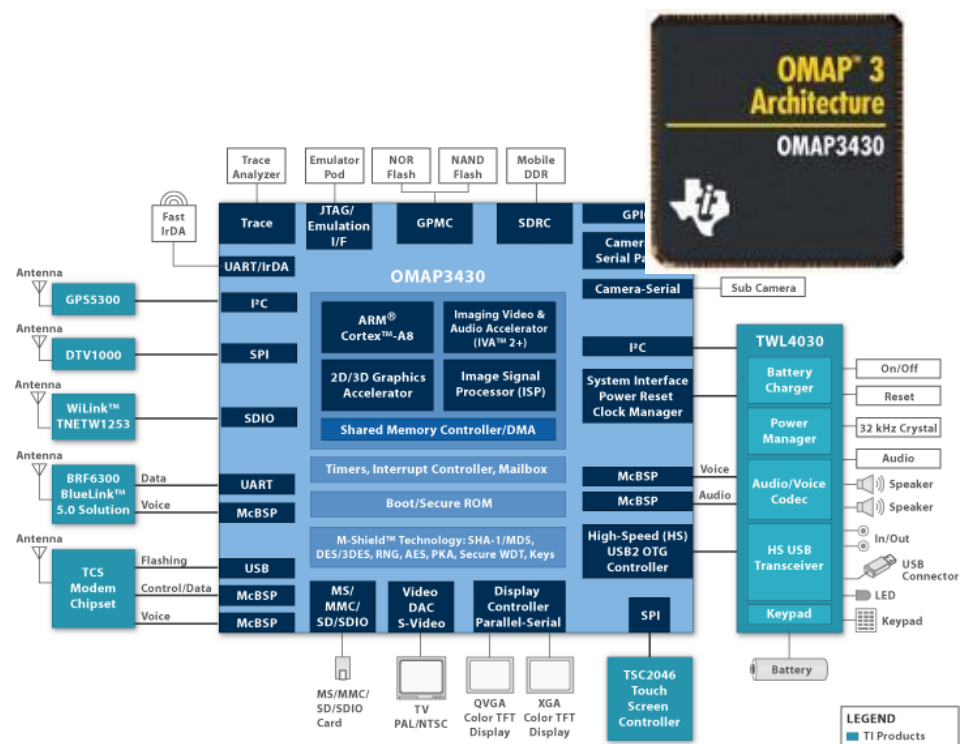 OMAP™ 3
Architecture
OMAP3430
Trace
Analyzer
Emulator
Pod
NOR
Flash
NAND
Flash
Mobile
DDR
Fast
IrDA
Trace
JTAG/
Emulation
I/F
GPMC
SDRC
Camera
UART/IrDA
OMAP3430
Camera-Serial
Sub Camera
Antenna
GPS5300
I²C
ARM®
Cortex™-A8
Imaging Video &
Audio Accelerator
(IVA™ 2+)
Antenna
DTV1000
SPI
I²C
TWL4030
2D/3D Graphics
Accelerator
Image Signal
Processor (ISP)
System Interface
Power Reset
Clock Manager
Battery
Charger
On/Off
Reset
Antenna
WiLink™
TNETW1253
SDIO
Shared Memory Controller/DMA
Power
Manager
32 kHz Crystal
Antenna
BRF6300
BlueLink™
5.0 Solution
Data
Voice
UART
McBSP
Timers, Interrupt Controller, Mailbox
Boot/Secure ROM
McBSP
McBSP
Voice
Audio
Audio/Voice
Codec
Audio
Speaker
Speaker
Antenna
TCS
Modem
Chipset
Flashing
Control/Data
Voice
USB
McBSP
McBSP
M-Shield™ Technology: SHA-1/MD5,
DES/3DES, RNG, AES, PKA, Secure WDT, Keys
High-Speed (HS)
USB2 OTG
Controller
HS USB
Transceiver
In/Out
USB
Connector
LED
Keypad
Keypad
MS/
MMC/
SD/SDIO
Video
DAC
S-Video
Display
Controller
Parallel-Serial
SPI
Battery
MS/MMC/
SD/SDIO
Card
TV
PAL/NTSC
QVGA
Color TFT
Display
XGA
Color TFT
Display
TSC2046
Touch
Screen
Controller
LEGEND
TI Products